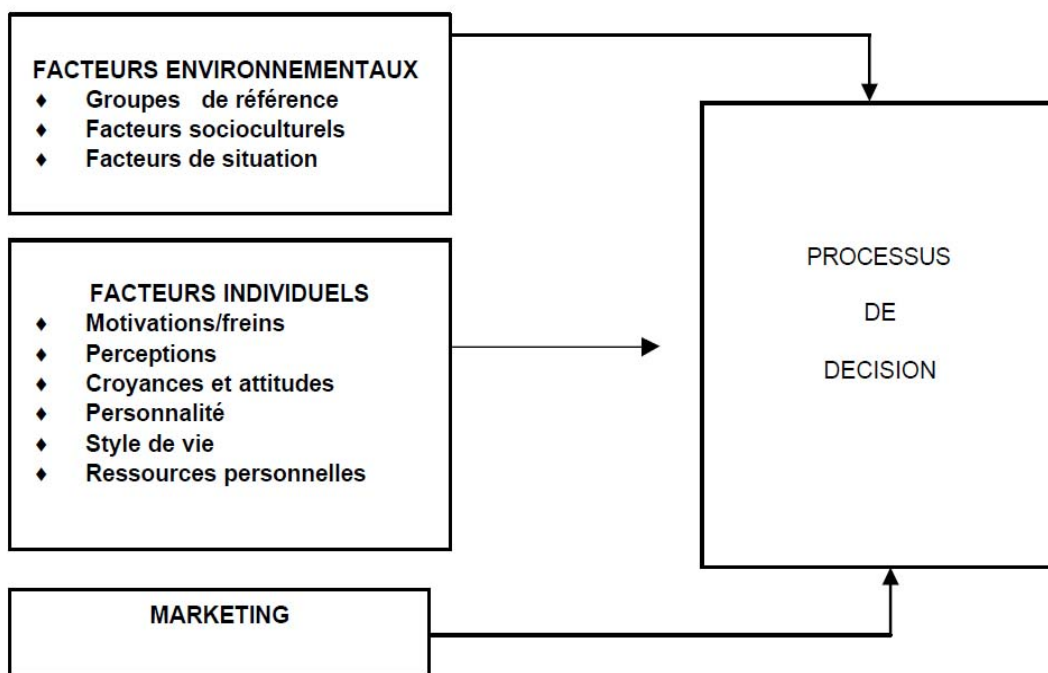 FACTEURS ENVIRONNEMENTAUX
♦ Groupes de référence
♦ Facteurs socioculturels
♦ Facteurs de situation
FACTEURS INDIVIDUELS
♦ Motivations/freins
♦ Perceptions
♦ Croyances et attitudes
♦ Personnalité
♦ Style de vie
♦ Ressources personnelles
MARKETING
PROCESSUS
DE
DECISION